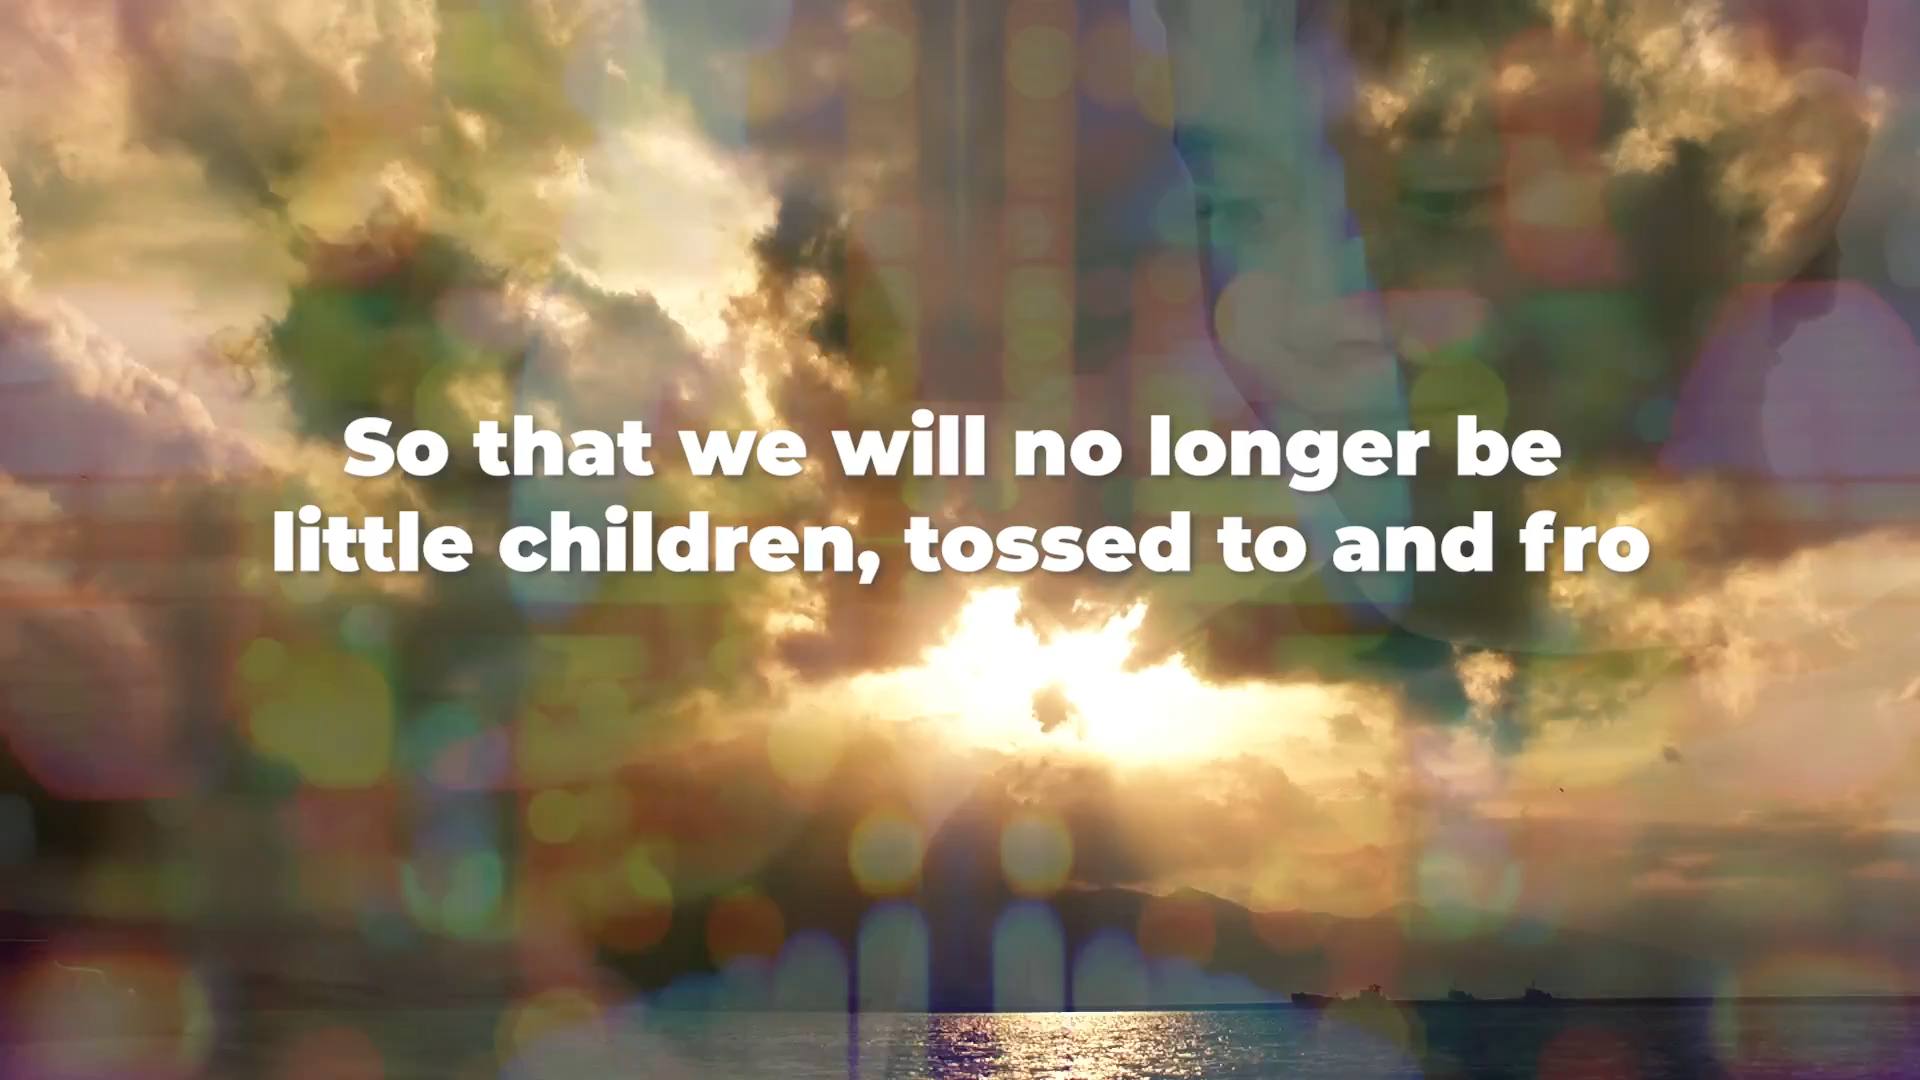 So that we will no longer be
little children, tossed to and fro